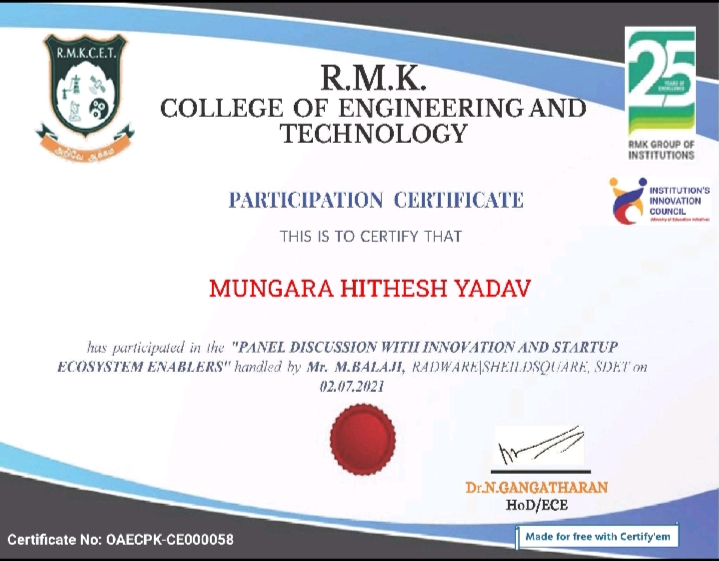 R.M.K.C.E.T.
அறிவே ஆக்கம்
R.M.K.
COLLEGE OF ENGINEERING AND
TECHNOLOGY
25
YEARS OF
EXCELLENCE
RMK GROUP OF
INSTITUTIONS
INSTITUTION'S
INNOVATION
COUNCIL
(Ministry of Education Initiative)
PARTICIPATION CERTIFICATE
THIS IS TO CERTIFY THAT
MUNGARA HITHESH YADAV
has participated in the "PANEL DISCUSSION WITH INNOVATION AND STARTUP
ECOSYSTEM ENABLERS" handled by Mr. M.BALAJI, RADWARE|SHEILDSQUARE, SDET on
02.07.2021
Dr.N.GANGATHARAN
HoD/ECE
Certificate No: OAECPK-CE000058
Made for free with Certify'em